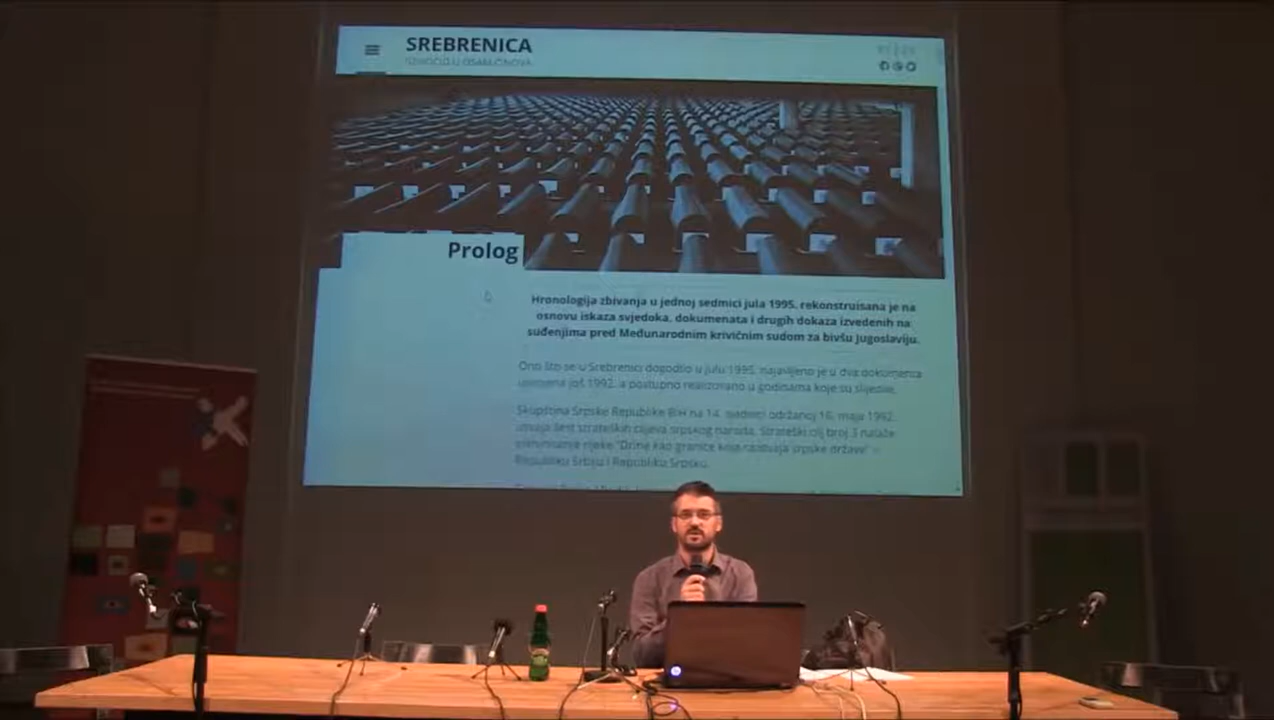 SREBRENICA
GENOCID U OSAM ČINOVA
Prolog
Hronologija zbivanja u jednoj sedmici jula 1995. rekonstruisana je na
osnovu iskaza svjedoka, dokumenata i drugih dokaza izvedenih na
suđenjima pred Međunarodnim krivičnim sudom za bivšu Jugoslaviju.
Ono što se u Srebrenici dogodilo u julu 1995. najavljeno je u dva dokumenta
usvojena još 1992. a postupno realizovano u godinama koje su slijedile.
Skupština Srpske Republike BiH na 14. sjednici održanoj 16. maja 1992.
usvaja šest strateških ciljeva srpskog naroda. Strateški cilj broj 3 nalaže
eliminisanje rijeke "Drine kao granice koja razdvaja srpske države" –
Republiku Srbiju i Republiku Srpsku.
hp